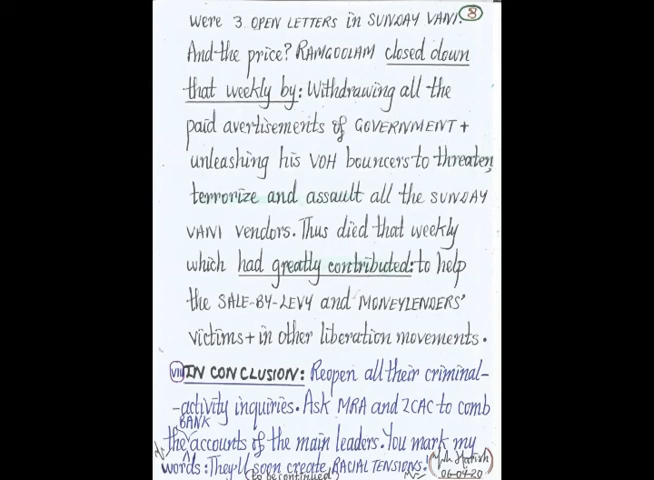 were 3 OPEN LETTERS in SUNDAY VANI. 8
And the price? RAMGOOLAM closed down
that weekly by: Withdrawing all the
paid avertisements of GOVERNMENT +
unleashing his VOH bouncers to threaten,
terrorize and assault all the SUNDAY
VANI vendors. Thus died that weekly
which had greatly contributed: to help
the SALE-BY-LEVY and MONEYLENDERS'
victims + in other liberation movements.
VIII IN CONCLUSION: Reopen all their criminal-
-activity inquiries. Ask MRA and ICAC to comb
BANK
the accounts of the main leaders. You mark my
words: They'll soon create RACIAL TENSIONS!
(to be continued)
06-04-20